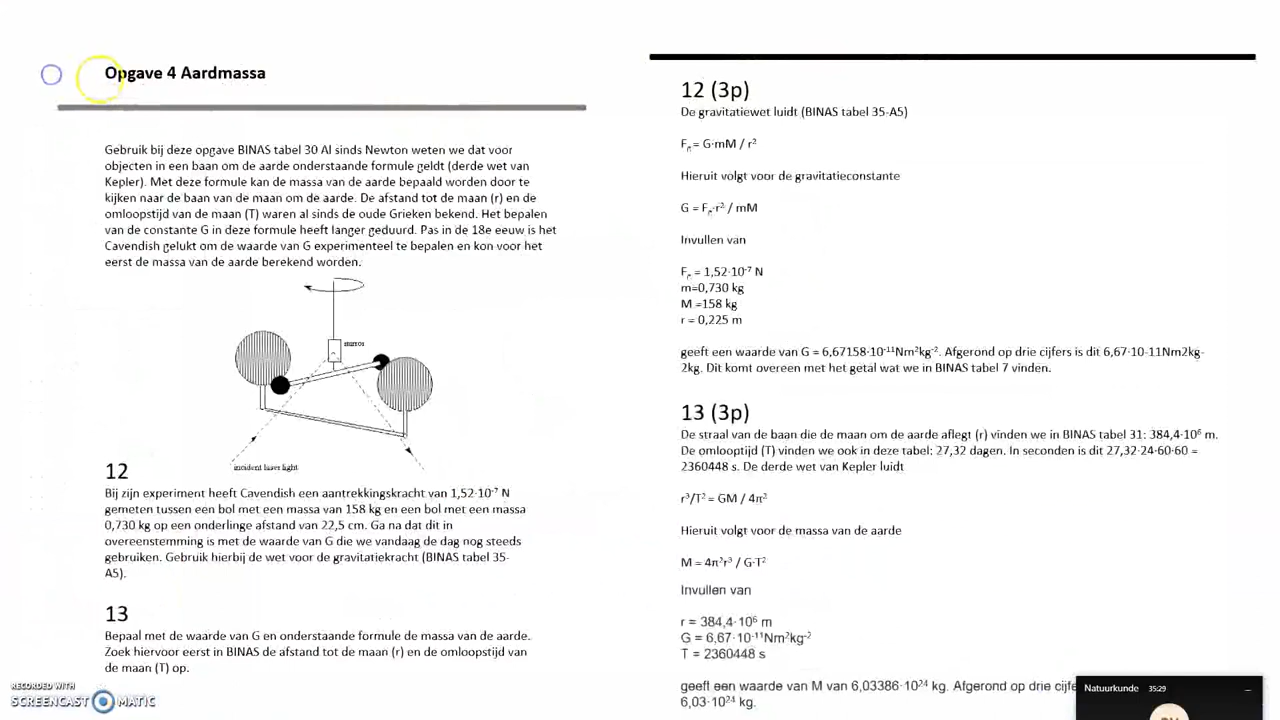 Opgave 4 Aardmassa
Gebruik bij deze opgave BINAS tabel 30 Al sinds Newton weten we dat voor
objecten in een baan om de aarde onderstaande formule geldt (derde wet van
Kepler). Met deze formule kan de massa van de aarde bepaald worden door te
kijken naar de baan van de maan om de aarde. De afstand tot de maan (r) en de
omloopstijd van de maan (T) waren al sinds de oude Grieken bekend. Het bepalen
van de constante G in deze formule heeft langer geduurd. Pas in de 18e eeuw is het
Cavendish gelukt om de waarde van G experimenteel te bepalen en kon voor het
eerst de massa van de aarde berekend worden.
mirror
incident laser light
12
Bij zijn experiment heeft Cavendish een aantrekkingskracht van 1,52·10⁻⁷ N
gemeten tussen een bol met een massa van 158 kg en een bol met een massa
0,730 kg op een onderlinge afstand van 22,5 cm. Ga na dat dit in
overeenstemming is met de waarde van G die we vandaag de dag nog steeds
gebruiken. Gebruik hierbij de wet voor de gravitatiekracht (BINAS tabel 35-
A5).
13
Bepaal met de waarde van G en onderstaande formule de massa van de aarde.
Zoek hiervoor eerst in BINAS de afstand tot de maan (r) en de omloopstijd van
de maan (T) op.
RECORDED WITH
SCREENCAST MATIC
12 (3p)
De gravitatiewet luidt (BINAS tabel 35-A5)
F = G·mM / r²
Hieruit volgt voor de gravitatieconstante
G = F·r² / mM
Invullen van
F = 1,52·10⁻⁷ N
m=0,730 kg
M =158 kg
r = 0,225 m
geeft een waarde van G = 6,67158·10⁻¹¹Nm²kg⁻². Afgerond op drie cijfers is dit 6,67·10-11Nm2kg-
2kg. Dit komt overeen met het getal wat we in BINAS tabel 7 vinden.
13 (3p)
De straal van de baan die de maan om de aarde aflegt (r) vinden we in BINAS tabel 31: 384,4·10⁶ m.
De omlooptijd (T) vinden we ook in deze tabel: 27,32 dagen. In seconden is dit 27,32·24·60·60 =
2360448 s. De derde wet van Kepler luidt
r³/T² = GM / 4π²
Hieruit volgt voor de massa van de aarde
M = 4π²r³ / G·T²
Invullen van
r = 384,4·10⁶ m
G = 6,67·10⁻¹¹Nm²kg⁻²
T = 2360448 s
geeft een waarde van M van 6,03386·10²⁴ kg. Afgerond op drie
6,03·10²⁴ kg.
Natuurkunde 35:29